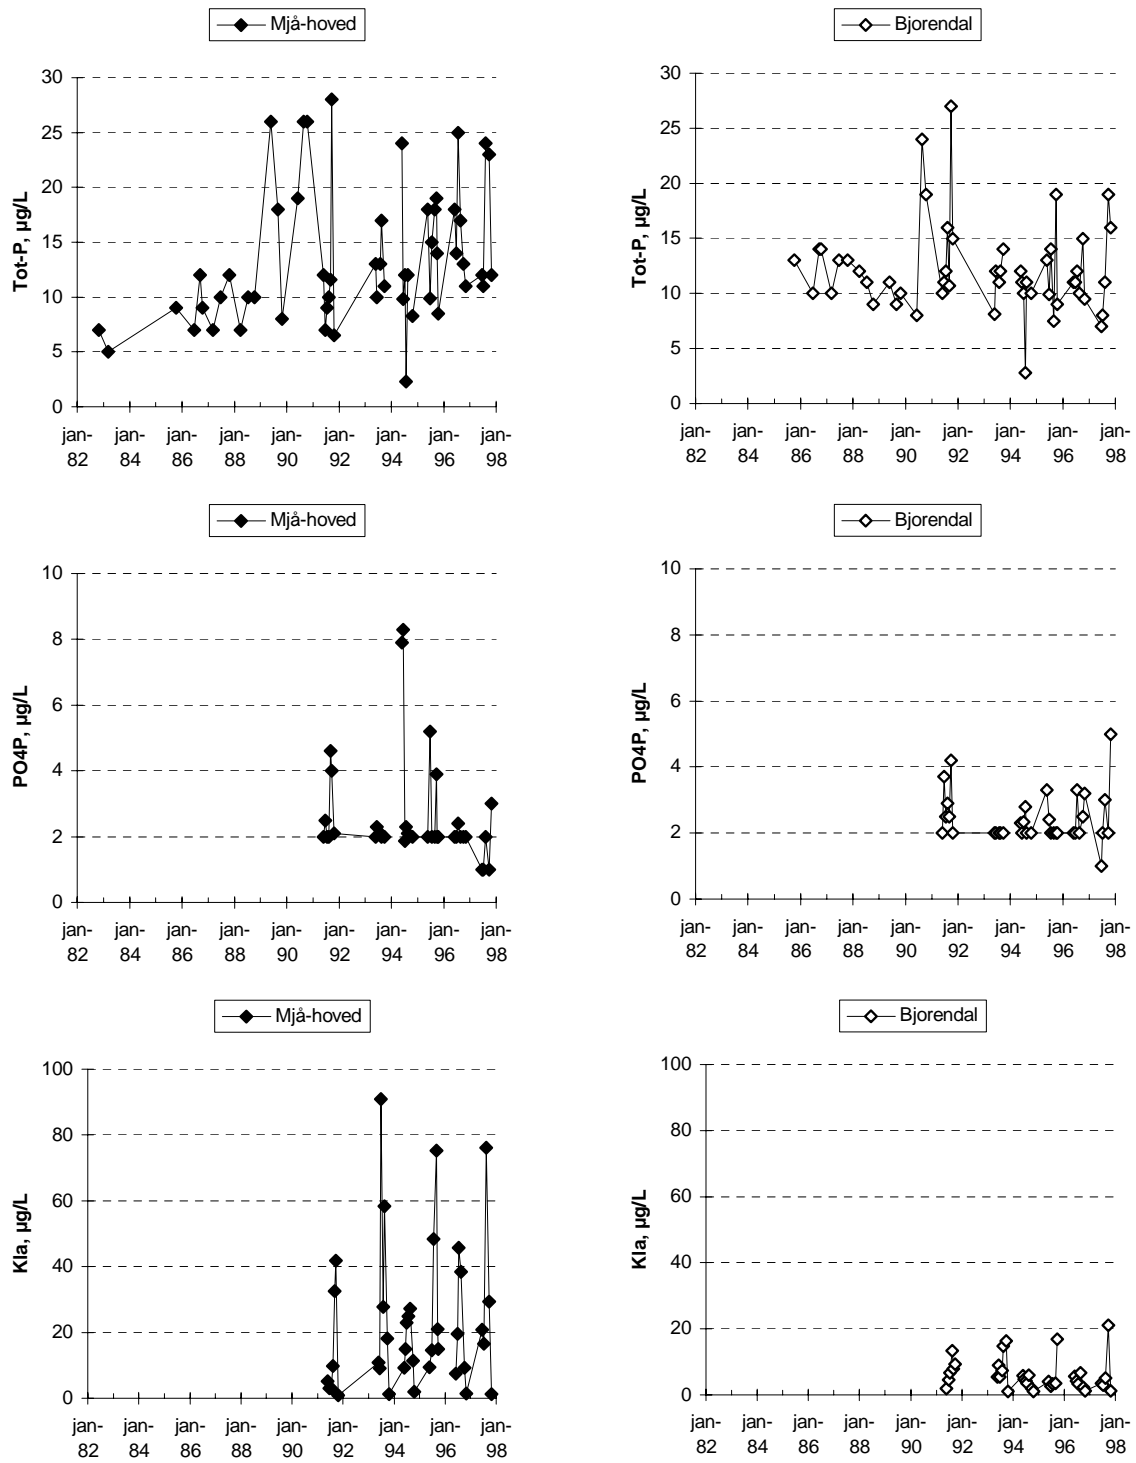 Mjå-hoved
Tot-P, µg/L
30
25
20
15
10
5
0
jan-82 jan-84 jan-86 jan-88 jan-90 jan-92 jan-94 jan-96 jan-98
Bjorendal
Tot-P, µg/L
30
25
20
15
10
5
0
jan-82 jan-84 jan-86 jan-88 jan-90 jan-92 jan-94 jan-96 jan-98
Mjå-hoved
PO4P, µg/L
10
8
6
4
2
0
jan-82 jan-84 jan-86 jan-88 jan-90 jan-92 jan-94 jan-96 jan-98
Bjorendal
PO4P, µg/L
10
8
6
4
2
0
jan-82 jan-84 jan-86 jan-88 jan-90 jan-92 jan-94 jan-96 jan-98
Mjå-hoved
Kla, µg/L
100
80
60
40
20
0
jan-82 jan-84 jan-86 jan-88 jan-90 jan-92 jan-94 jan-96 jan-98
Bjorendal
Kla, µg/L
100
80
60
40
20
0
jan-82 jan-84 jan-86 jan-88 jan-90 jan-92 jan-94 jan-96 jan-98